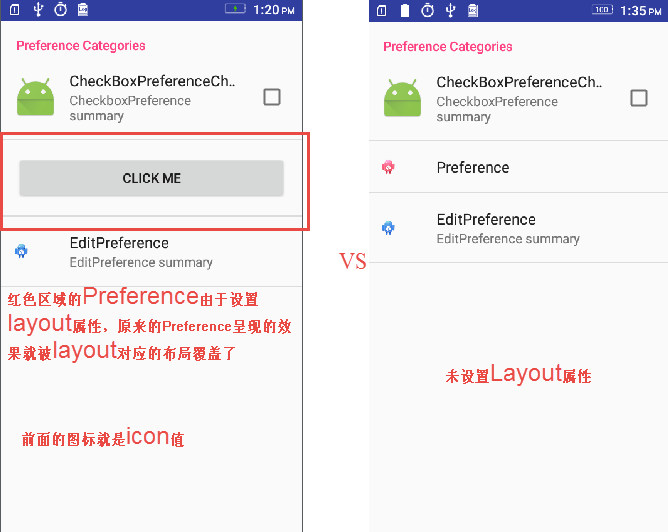 1:20 PM
Preference Categories
CheckBoxPreferenceCh..
CheckboxPreference
summary
CLICK ME
EditPreference
EditPreference summary
红色区域的Preference由于设置
layout属性，原来的Preference呈现的效
果就被layout对应的布局覆盖了
前面的图标就是icon值
VS
100
1:35 PM
Preference Categories
CheckBoxPreferenceCh..
CheckboxPreference
summary
Preference
EditPreference
EditPreference summary
未设置Layout属性